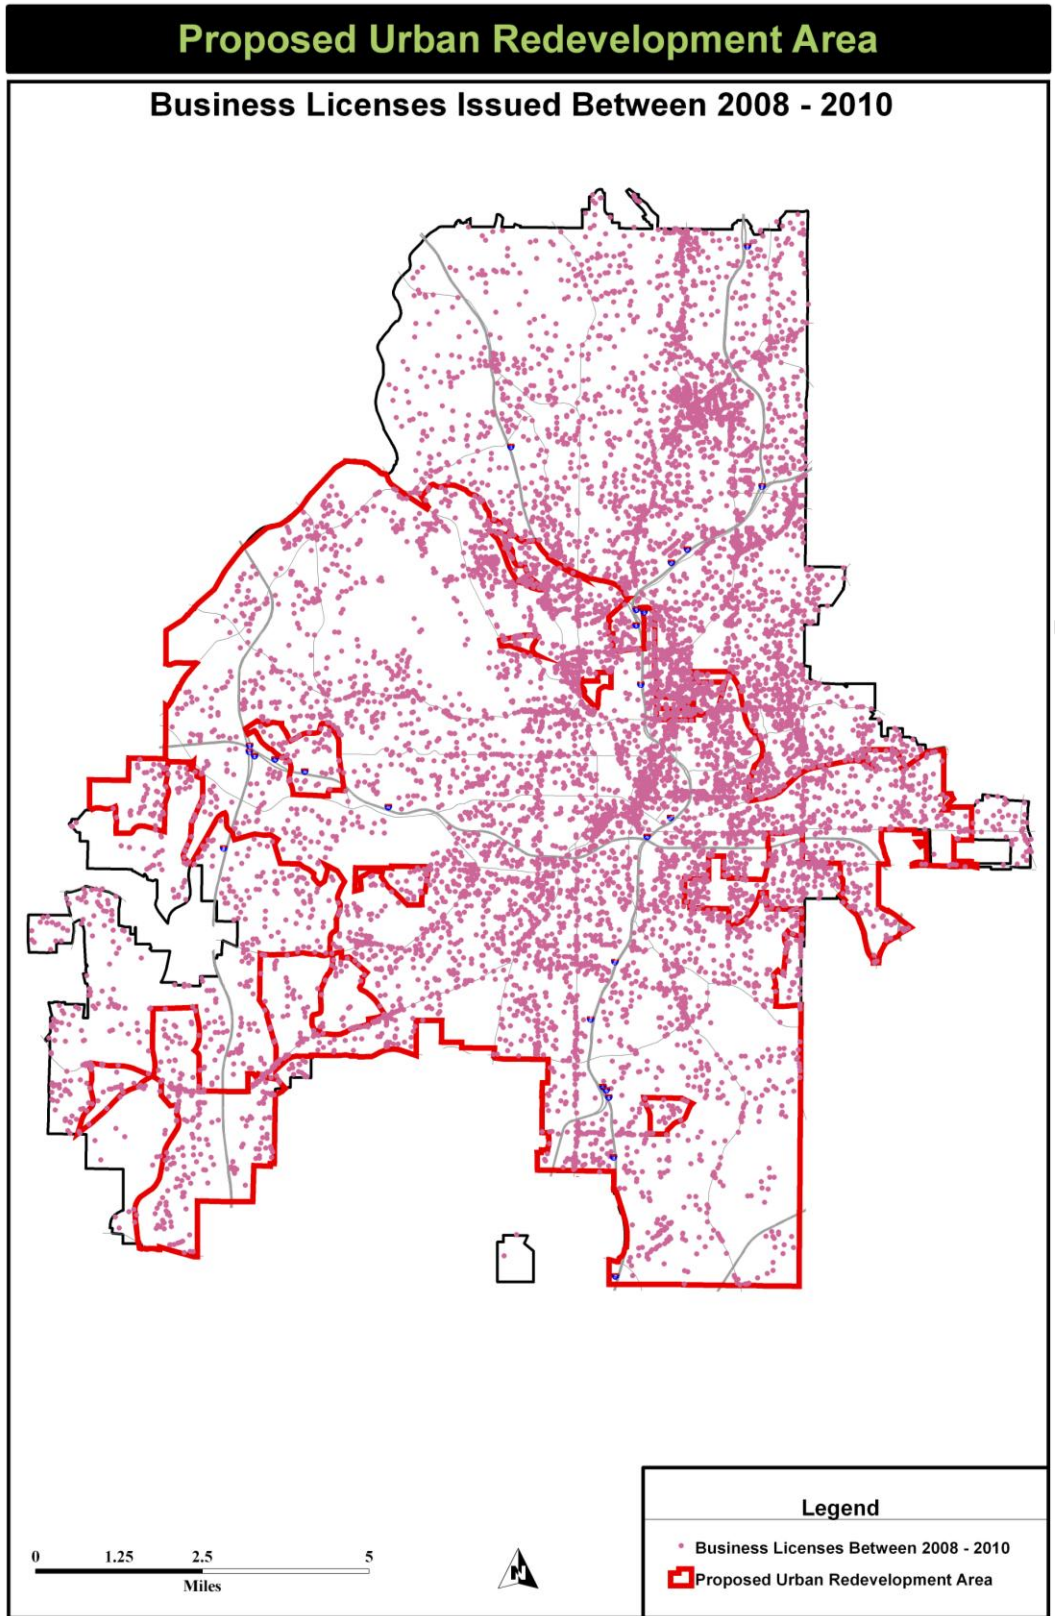 Proposed Urban Redevelopment Area
Business Licenses Issued Between 2008 - 2010
Legend
Business Licenses Between 2008 - 2010
Proposed Urban Redevelopment Area
0 1.25 2.5 5
Miles
N